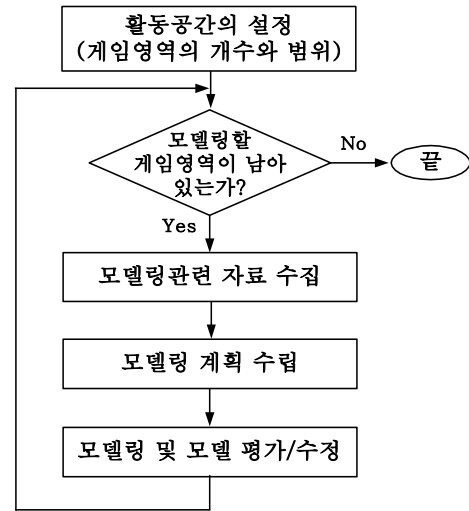 활동공간의 설정
(게임영역의 개수와 범위)
모델링할
게임영역이 남아
있는가?
No
끝
Yes
모델링관련 자료 수집
모델링 계획 수립
모델링 및 모델 평가/수정